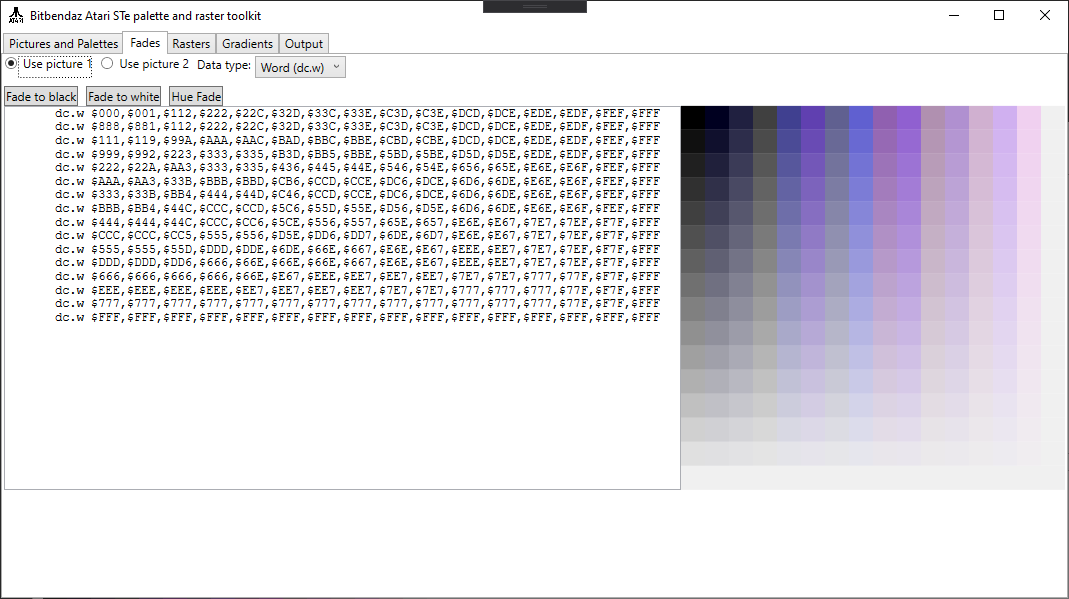 Bitbendaz Atari STe palette and raster toolkit
Pictures and Palettes Fades Rasters Gradients Output
Use picture 1 Use picture 2 Data type: Word (dc.w)
Fade to black Fade to white Hue Fade
dc.w $000,$001,$112,$222,$22C,$32D,$33C,$33E,$C3D,$C3E,$DCD,$DCE,$EDE,$EDF,$FEF,$FFF
dc.w $888,$881,$112,$222,$22C,$32D,$33C,$33E,$C3D,$C3E,$DCD,$DCE,$EDE,$EDF,$FEF,$FFF
dc.w $111,$119,$99A,$AAA,$AAC,$BAD,$BBC,$BBE,$CBD,$CBE,$DCD,$DCE,$EDE,$EDF,$FEF,$FFF
dc.w $999,$992,$223,$333,$335,$B3D,$BB5,$BBE,$5BD,$5BE,$D5D,$D5E,$EDE,$EDF,$FEF,$FFF
dc.w $222,$22A,$AA3,$333,$335,$436,$445,$44E,$546,$54E,$656,$65E,$E6E,$E6F,$FEF,$FFF
dc.w $AAA,$AA3,$33B,$BBB,$BBD,$CB6,$CCD,$CCE,$DC6,$DCE,$6D6,$6DE,$E6E,$E6F,$FEF,$FFF
dc.w $333,$33B,$BB4,$444,$44D,$C46,$CCD,$CCE,$DC6,$DCE,$6D6,$6DE,$E6E,$E6F,$FEF,$FFF
dc.w $BBB,$BB4,$44C,$CCC,$CCD,$5C6,$55D,$55E,$D56,$D5E,$6D6,$6DE,$E6E,$E6F,$FEF,$FFF
dc.w $444,$444,$44C,$CCC,$CC6,$5CE,$556,$557,$65E,$657,$E6E,$E67,$7E7,$7EF,$F7F,$FFF
dc.w $CCC,$CCC,$CC5,$555,$556,$D5E,$DD6,$DD7,$6DE,$6D7,$E6E,$E67,$7E7,$7EF,$F7F,$FFF
dc.w $555,$555,$55D,$DDD,$DDE,$6DE,$66E,$667,$E6E,$E67,$EEE,$EE7,$7E7,$7EF,$F7F,$FFF
dc.w $DDD,$DDD,$DD6,$666,$66E,$66E,$66E,$667,$E6E,$E67,$EEE,$EE7,$7E7,$7EF,$F7F,$FFF
dc.w $666,$666,$666,$666,$66E,$E67,$EEE,$EE7,$EE7,$EE7,$7E7,$7E7,$777,$77F,$F7F,$FFF
dc.w $EEE,$EEE,$EEE,$EEE,$EE7,$EE7,$EE7,$EE7,$7E7,$7E7,$777,$777,$777,$77F,$F7F,$FFF
dc.w $777,$777,$777,$777,$777,$777,$777,$777,$777,$777,$777,$777,$777,$77F,$F7F,$FFF
dc.w $FFF,$FFF,$FFF,$FFF,$FFF,$FFF,$FFF,$FFF,$FFF,$FFF,$FFF,$FFF,$FFF,$FFF,$FFF,$FFF